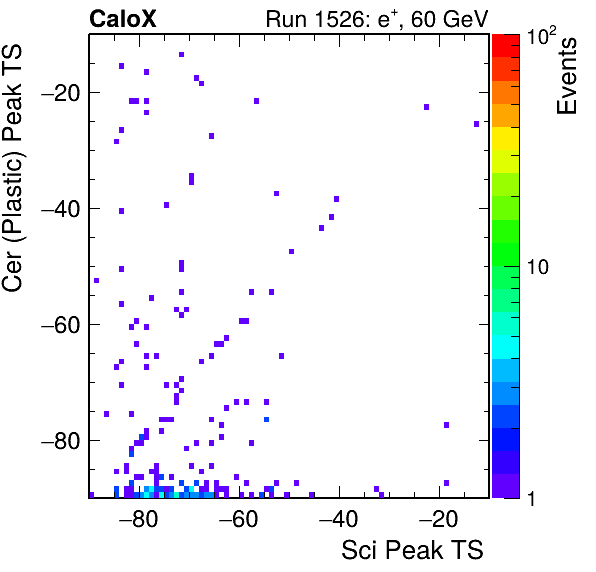 CaloX Run 1526: e⁺, 60 GeV
Cer (Plastic) Peak TS
−20
−40
−60
−80
−80 −60 −40 −20
Sci Peak TS
10²
10
1
Events